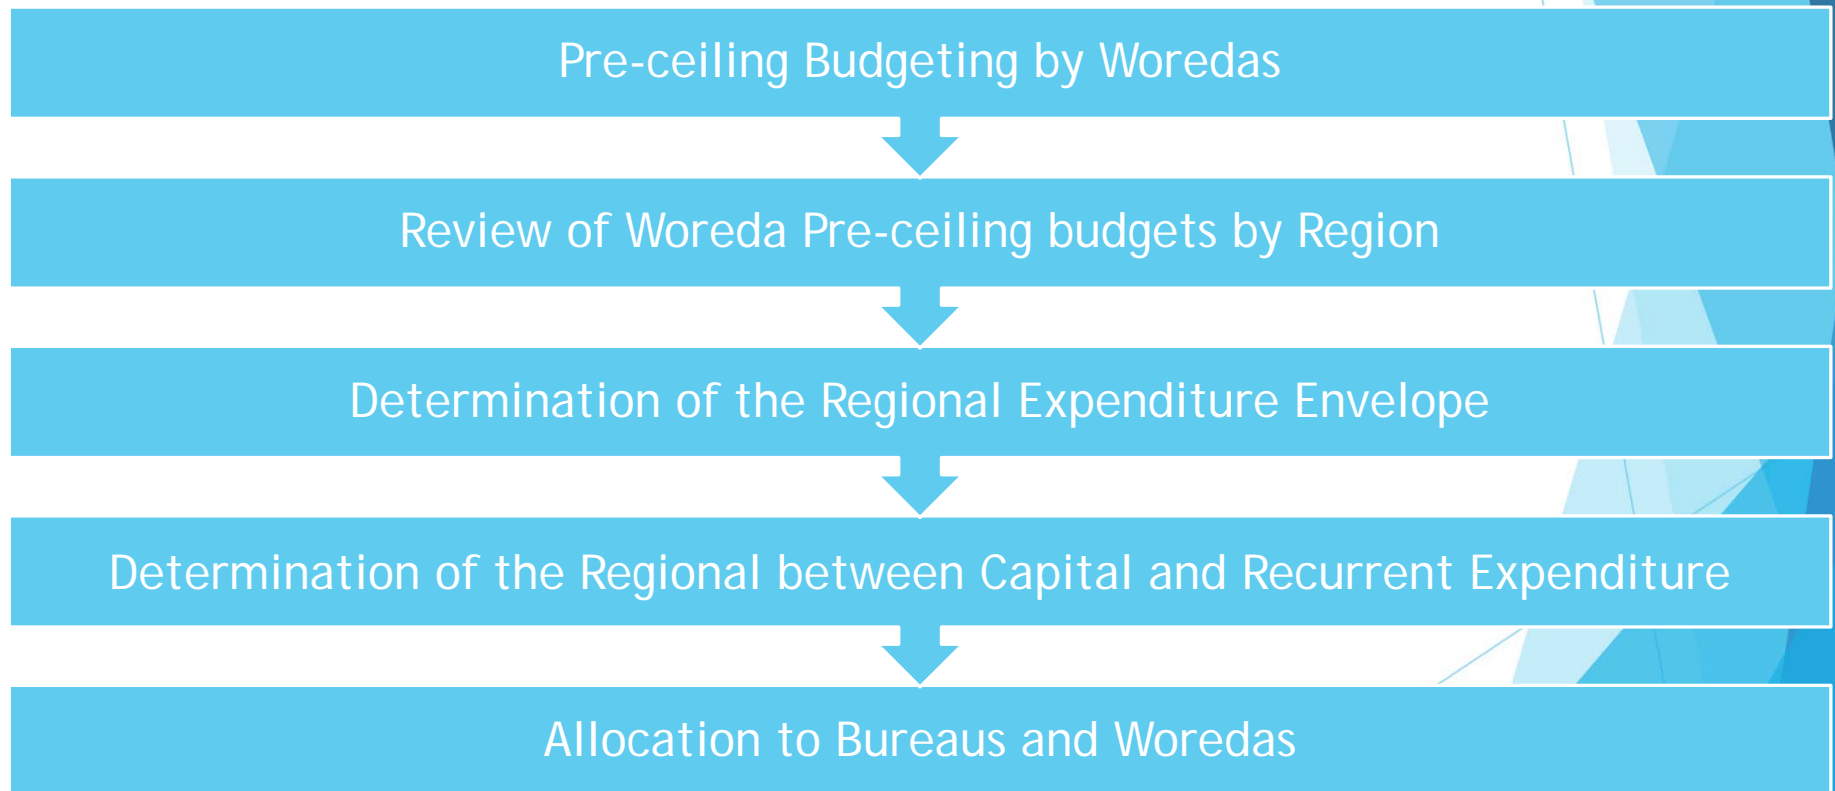 Pre-ceiling Budgeting by Woredas
Review of Woreda Pre-ceiling budgets by Region
Determination of the Regional Expenditure Envelope
Determination of the Regional between Capital and Recurrent Expenditure
Allocation to Bureaus and Woredas